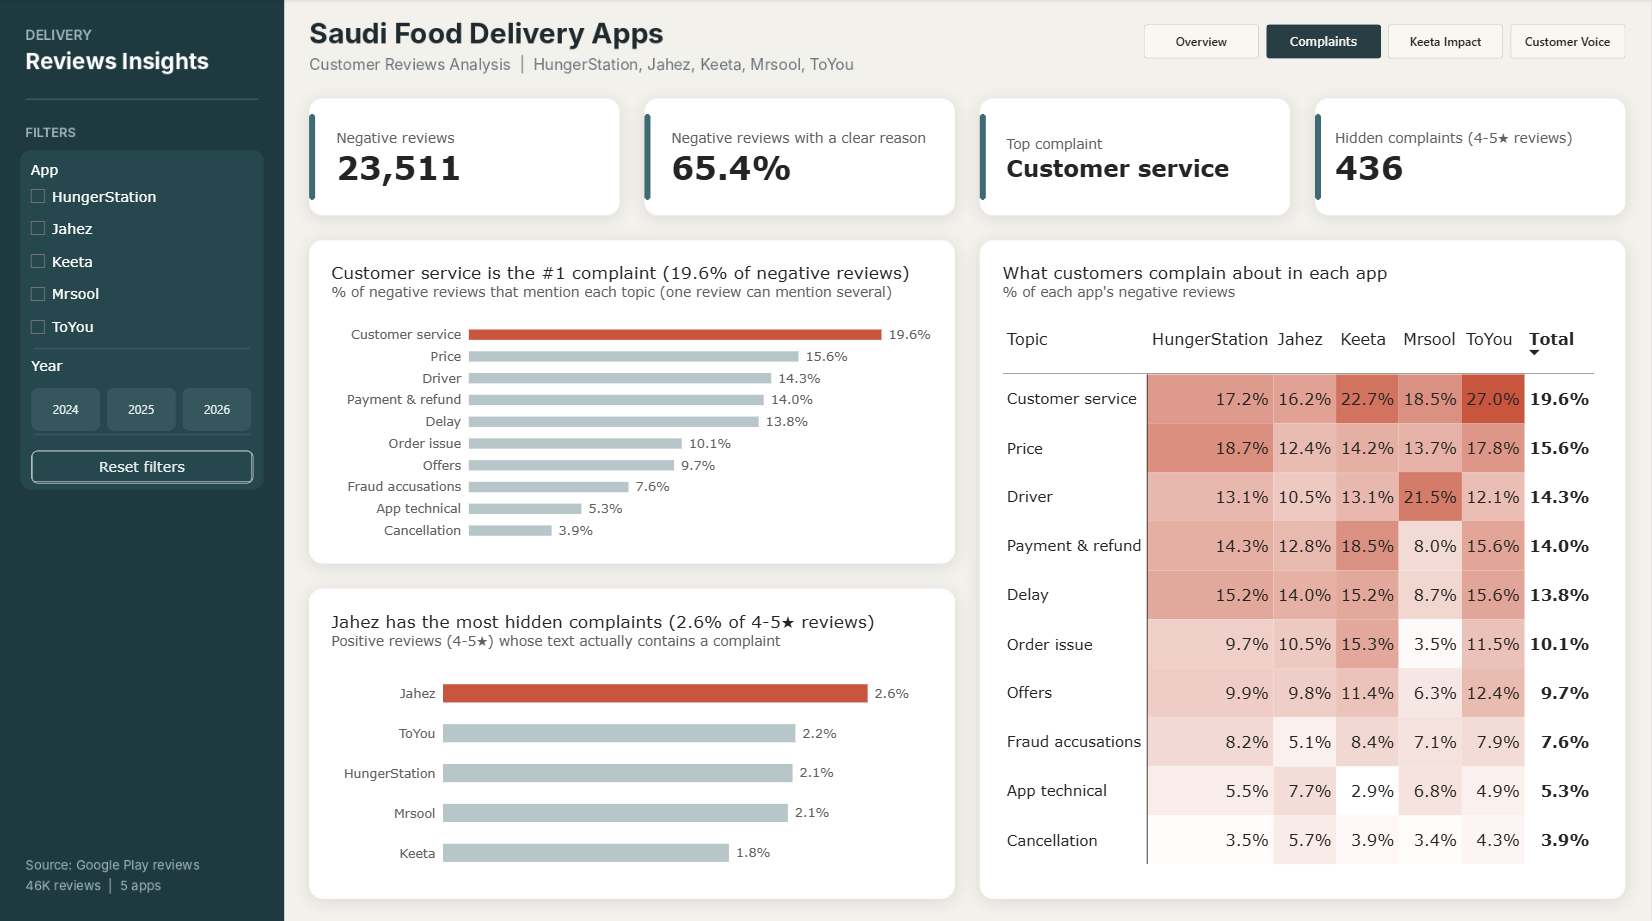 DELIVERY
Reviews Insights
FILTERS
App
HungerStation
Jahez
Keeta
Mrsool
ToYou
Year
2024 2025 2026
Reset filters
Source: Google Play reviews
46K reviews | 5 apps
Saudi Food Delivery Apps
Customer Reviews Analysis | HungerStation, Jahez, Keeta, Mrsool, ToYou
Overview Complaints Keeta Impact Customer Voice
Negative reviews
23,511
Negative reviews with a clear reason
65.4%
Top complaint
Customer service
Hidden complaints (4-5★ reviews)
436
Customer service is the #1 complaint (19.6% of negative reviews)
% of negative reviews that mention each topic (one review can mention several)
Customer service 19.6%
Price 15.6%
Driver 14.3%
Payment & refund 14.0%
Delay 13.8%
Order issue 10.1%
Offers 9.7%
Fraud accusations 7.6%
App technical 5.3%
Cancellation 3.9%
Jahez has the most hidden complaints (2.6% of 4-5★ reviews)
Positive reviews (4-5★) whose text actually contains a complaint
Jahez 2.6%
ToYou 2.2%
HungerStation 2.1%
Mrsool 2.1%
Keeta 1.8%
What customers complain about in each app
% of each app's negative reviews
Topic HungerStation Jahez Keeta Mrsool ToYou Total
Customer service 17.2% 16.2% 22.7% 18.5% 27.0% 19.6%
Price 18.7% 12.4% 14.2% 13.7% 17.8% 15.6%
Driver 13.1% 10.5% 13.1% 21.5% 12.1% 14.3%
Payment & refund 14.3% 12.8% 18.5% 8.0% 15.6% 14.0%
Delay 15.2% 14.0% 15.2% 8.7% 15.6% 13.8%
Order issue 9.7% 10.5% 15.3% 3.5% 11.5% 10.1%
Offers 9.9% 9.8% 11.4% 6.3% 12.4% 9.7%
Fraud accusations 8.2% 5.1% 8.4% 7.1% 7.9% 7.6%
App technical 5.5% 7.7% 2.9% 6.8% 4.9% 5.3%
Cancellation 3.5% 5.7% 3.9% 3.4% 4.3% 3.9%